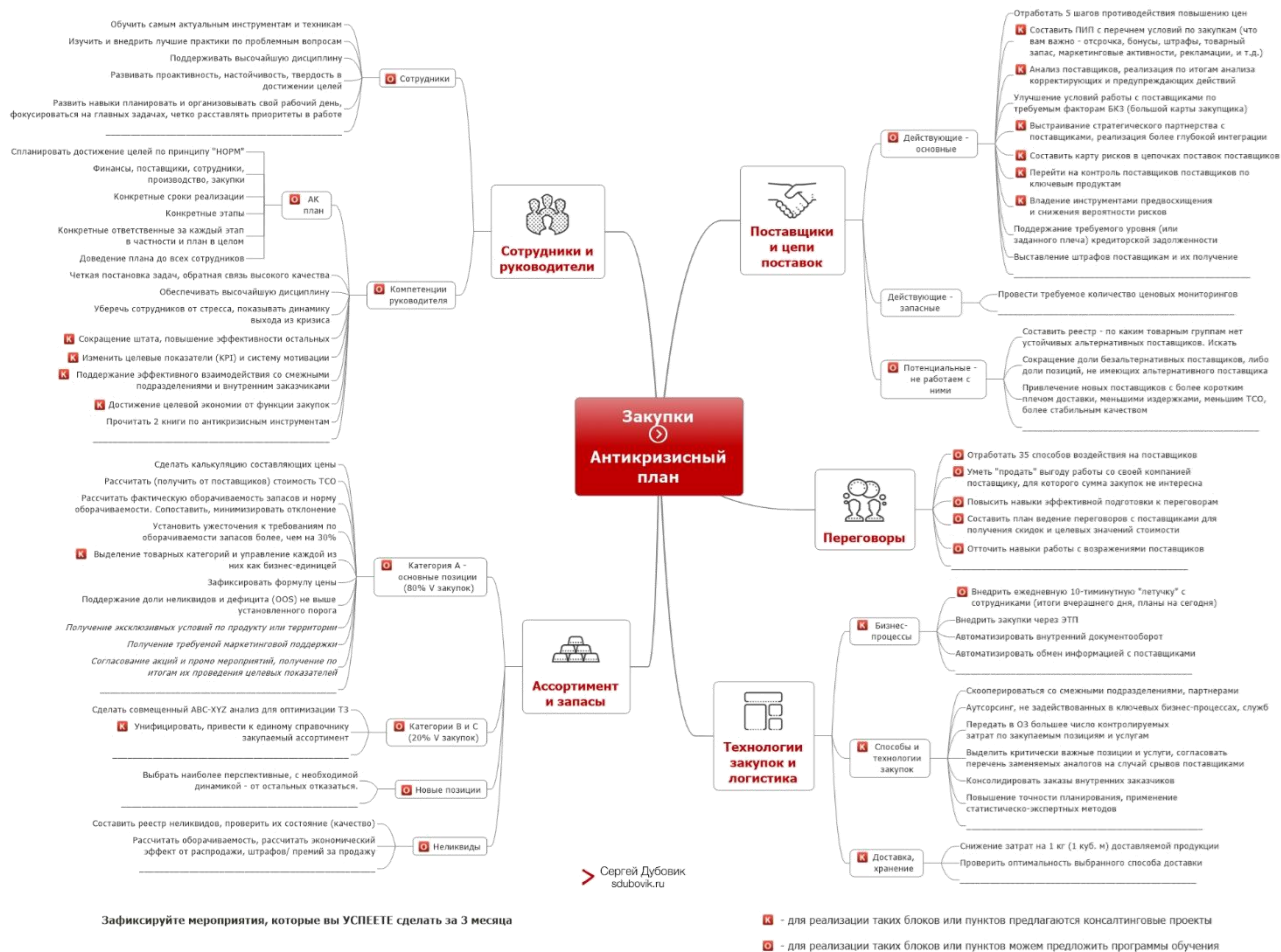 Закупки
Антикризисный
план
Сотрудники и
руководители
О Сотрудники
Обучить самым актуальным инструментам и техникам
Изучить и внедрить лучшие практики по проблемным вопросам
Поддерживать высочайшую дисциплину
Развивать проактивность, настойчивость, твердость в
достижении целей
Развить навыки планировать и организовывать свой рабочий день,
фокусироваться на главных задачах, четко расставлять приоритеты в работе
О АК
план
Спланировать достижение целей по принципу "НОРМ"
Финансы, поставщики, сотрудники,
производство, закупки
Конкретные сроки реализации
Конкретные этапы
Конкретные ответственные за каждый этап
в частности и план в целом
Доведение плана до всех сотрудников
О Компетенции
руководителя
Четкая постановка задач, обратная связь высокого качества
Обеспечивать высочайшую дисциплину
Уберечь сотрудников от стресса, показывать динамику
выхода из кризиса
К Сокращение штата, повышение эффективности остальных
К Изменить целевые показатели (KPI) и систему мотивации
К Поддержание эффективного взаимодействия со смежными
подразделениями и внутренним заказчиками
К Достижение целевой экономии от функции закупок
Прочитать 2 книги по антикризисным инструментам
Ассортимент
и запасы
О Категория А -
основные позиции
(80% V закупок)
Сделать калькуляцию составляющих цены
Рассчитать (получить от поставщиков) стоимость ТСО
Рассчитать фактическую оборачиваемость запасов и норму
оборачиваемости. Сопоставить, минимизировать отклонение
Установить ужесточения к требованиям по
оборачиваемости запасов более, чем на 30%
К Выделение товарных категорий и управление каждой из
них как бизнес-единицей
Зафиксировать формулу цены
Поддержание доли неликвидов и дефицита (OOS) не выше
установленного порога
Получение эксклюзивных условий по продукту или территории
Получение требуемой маркетинговой поддержки
Согласование акций и промо мероприятий, получение по
итогам их проведения целевых показателей
О Категории В и С
(20% V закупок)
Сделать совмещенный ABC-XYZ анализ для оптимизации ТЗ
К Унифицировать, привести к единому справочнику
закупаемый ассортимент
О Новые позиции
Выбрать наиболее перспективные, с необходимой
динамикой - от остальных отказаться.
О Неликвиды
Составить реестр неликвидов, проверить их состояние (качество)
Рассчитать оборачиваемость, рассчитать экономический
эффект от распродажи, штрафов/ премий за продажу
Поставщики
и цепи
поставок
О Действующие -
основные
Отработать 5 шагов противодействия повышению цен
К Составить ПИП с перечнем условий по закупкам (что
вам важно - отсрочка, бонусы, штрафы, товарный
запас, маркетинговые активности, рекламации, и т.д.)
К Анализ поставщиков, реализация по итогам анализа
корректирующих и предупреждающих действий
Улучшение условий работы с поставщиками по
требуемым факторам БКЗ (большой карты закупщика)
К Выстраивание стратегического партнерства с
поставщиками, реализация более глубокой интеграции
К Составить карту рисков в цепочках поставок поставщиков
К Перейти на контроль поставщиков поставщиков по
ключевым продуктам
К Владение инструментами предвосхищения
и снижения вероятности рисков
Поддержание требуемого уровня (или
заданного плеча) кредиторской задолженности
Выставление штрафов поставщикам и их получение
Действующие -
запасные
Провести требуемое количество ценовых мониторингов
О Потенциальные -
не работаем с
ними
Составить реестр - по каким товарным группам нет
устойчивых альтернативных поставщиков. Искать
Сокращение доли безальтернативных поставщиков, либо
доли позиций, не имеющих альтернативного поставщика
Привлечение новых поставщиков с более коротким
плечом доставки, меньшими издержками, меньшим ТСО,
более стабильным качеством
Переговоры
О Отработать 35 способов воздействия на поставщиков
О Уметь "продать" выгоду работы со своей компанией
поставщику, для которого сумма закупок не интересна
О Повысить навыки эффективной подготовки к переговорам
О Составить план ведение переговоров с поставщиками для
получения скидок и целевых значений стоимости
О Отточить навыки работы с возражениями поставщиков
Технологии
закупок и
логистика
К Бизнес-
процессы
О Внедрить ежедневную 10-тиминутную "летучку" с
сотрудниками (итоги вчерашнего дня, планы на сегодня)
Внедрить закупки через ЭТП
Автоматизировать внутренний документооборот
Автоматизировать обмен информацией с поставщиками
К Способы и
технологии
закупок
Скооперироваться со смежными подразделениями, партнерами
Аутсорсинг, не задействованных в ключевых бизнес-процессах, служб
Передать в ОЗ большее число контролируемых
затрат по закупаемым позициям и услугам
Выделить критически важные позиции и услуги, согласовать
перечень заменяемых аналогов на случай срывов поставщиками
Консолидировать заказы внутренних заказчиков
Повышение точности планирования, применение
статистическо-экспертных методов
К Доставка,
хранение
Снижение затрат на 1 кг (1 куб. м) доставляемой продукции
Проверить оптимальность выбранного способа доставки
Сергей Дубовик
sdubovik.ru
Зафиксируйте мероприятия, которые вы УСПЕЕТЕ сделать за 3 месяца
К - для реализации таких блоков или пунктов предлагаются консалтинговые проекты
О - для реализации таких блоков или пунктов можем предложить программы обучения